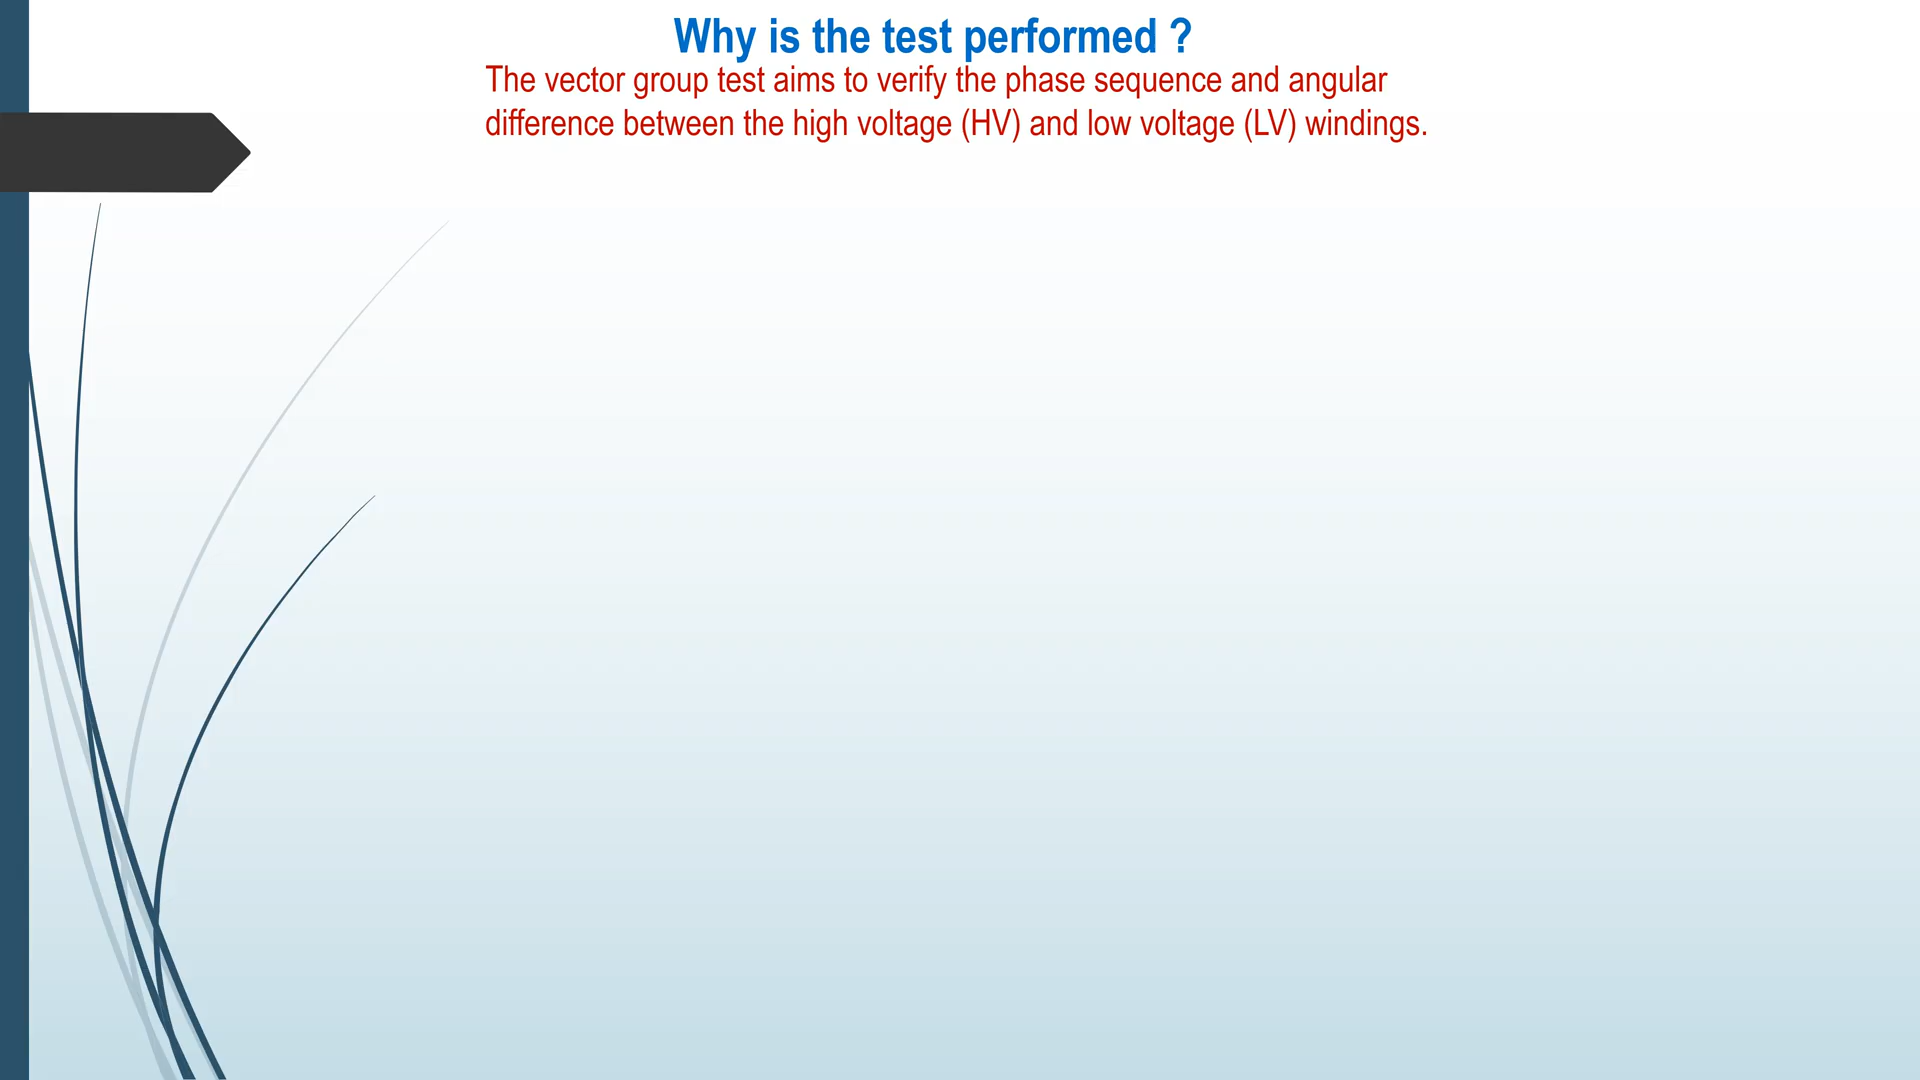 Why is the test performed ?
The vector group test aims to verify the phase sequence and angular
difference between the high voltage (HV) and low voltage (LV) windings.